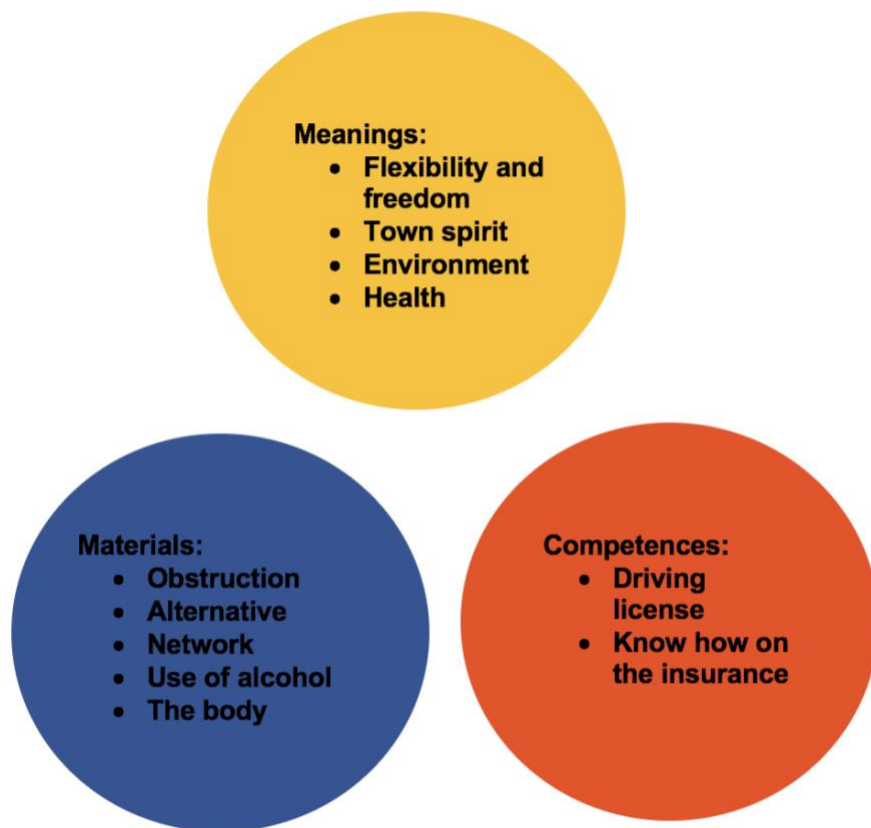 Meanings:
• Flexibility and
freedom
• Town spirit
• Environment
• Health
Materials:
• Obstruction
• Alternative
• Network
• Use of alcohol
• The body
Competences:
• Driving
license
• Know how on
the insurance